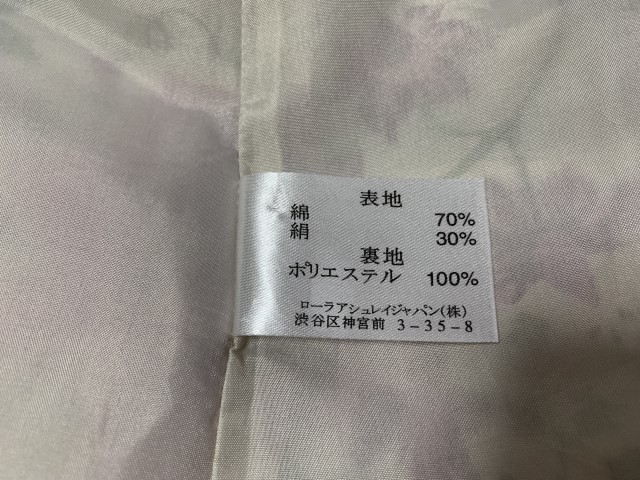 表地
綿 70%
絹 30%
裏地
ポリエステル 100%
ローラアシュレイジャパン(株)
渋谷区神宮前 3-35-8